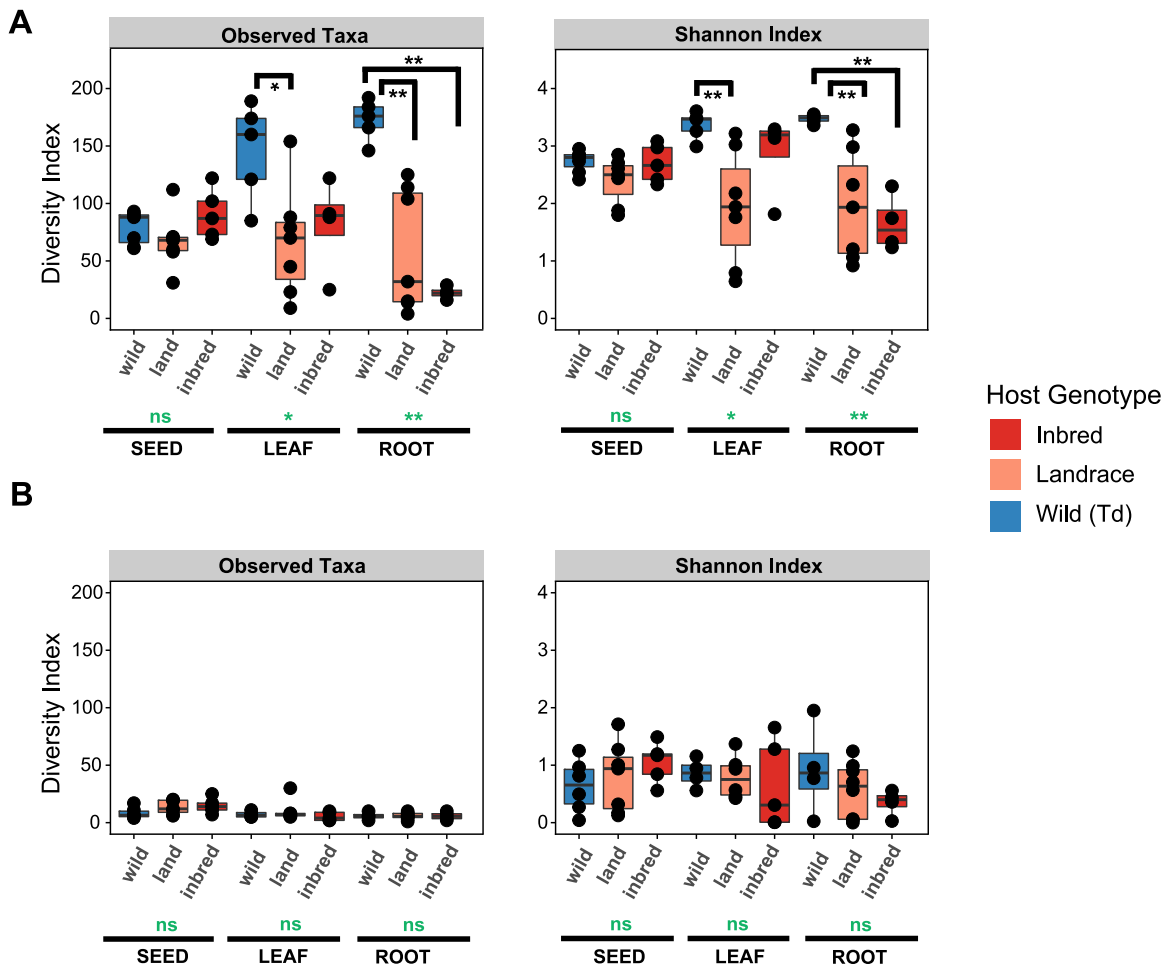 A
Observed Taxa
Shannon Index
Diversity Index
200
150
100
50
0
*
**
**
4
3
2
1
0
**
**
**
wild
land
inbred
wild
land
inbred
wild
land
inbred
wild
land
inbred
wild
land
inbred
wild
land
inbred
ns
*
**
ns
*
**
SEED
LEAF
ROOT
SEED
LEAF
ROOT
Host Genotype
Inbred
Landrace
Wild (Td)
B
Observed Taxa
Shannon Index
Diversity Index
200
150
100
50
0
4
3
2
1
0
wild
land
inbred
wild
land
inbred
wild
land
inbred
wild
land
inbred
wild
land
inbred
wild
land
inbred
ns
ns
ns
ns
ns
ns
SEED
LEAF
ROOT
SEED
LEAF
ROOT